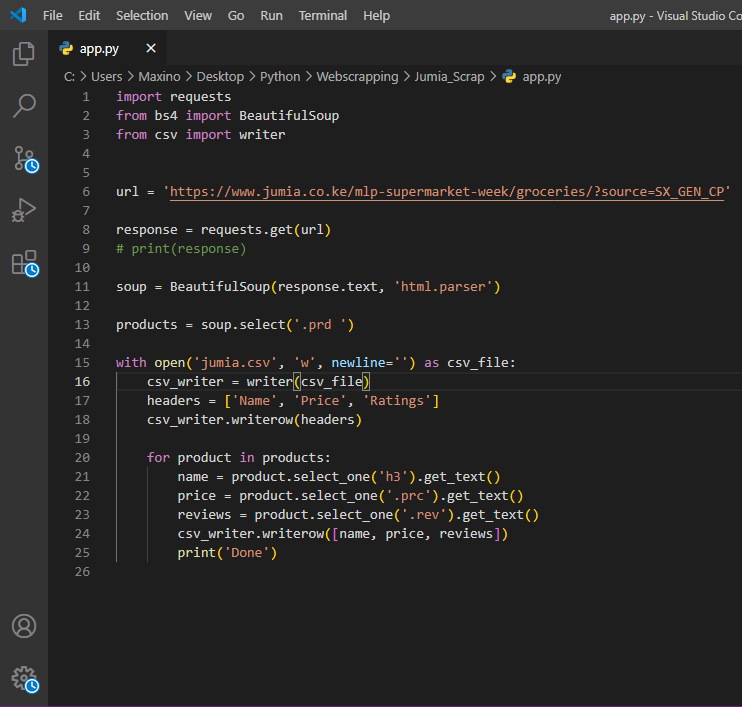 File Edit Selection View Go Run Terminal Help app.py - Visual Studio Co
app.py ×
C: > Users > Maxino > Desktop > Python > Webscrapping > Jumia_Scrap > app.py
1 import requests
2 from bs4 import BeautifulSoup
3 from csv import writer
4
5
6 url = 'https://www.jumia.co.ke/mlp-supermarket-week/groceries/?source=SX_GEN_CP'
7
8 response = requests.get(url)
9 # print(response)
10
11 soup = BeautifulSoup(response.text, 'html.parser')
12
13 products = soup.select('.prd ')
14
15 with open('jumia.csv', 'w', newline='') as csv_file:
16     csv_writer = writer(csv_file)
17     headers = ['Name', 'Price', 'Ratings']
18     csv_writer.writerow(headers)
19
20     for product in products:
21         name = product.select_one('h3').get_text()
22         price = product.select_one('.prc').get_text()
23         reviews = product.select_one('.rev').get_text()
24         csv_writer.writerow([name, price, reviews])
25         print('Done')
26